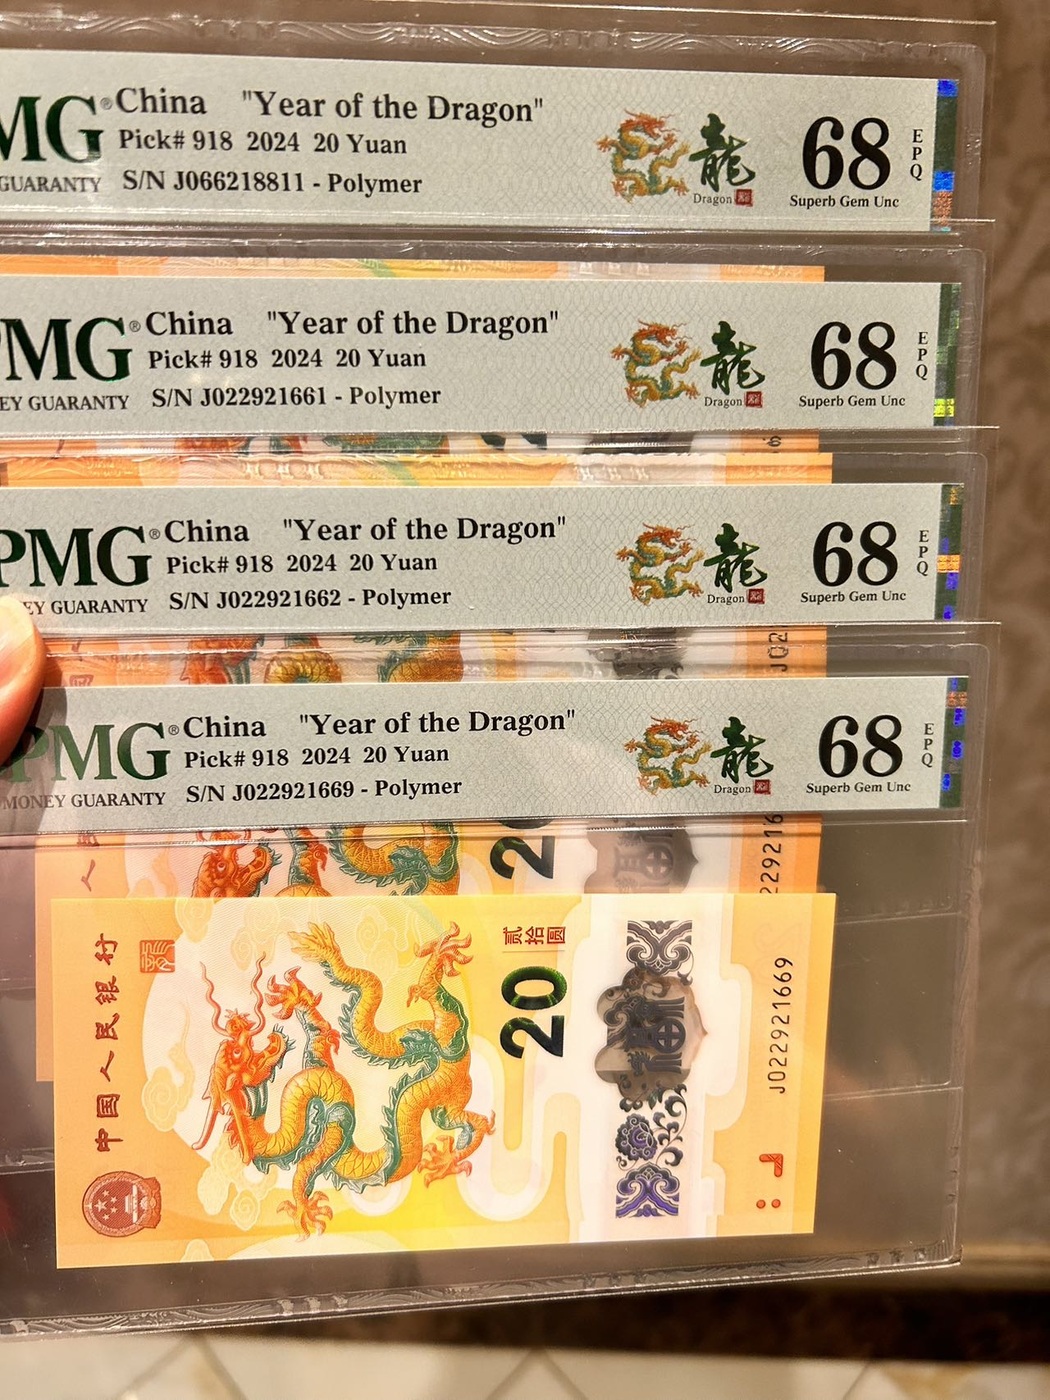 MG® China "Year of the Dragon"
Pick# 918 2024 20 Yuan
GUARANTY S/N J066218811 - Polymer
龍
Dragon
68
EPQ
Superb Gem Unc
PMG® China "Year of the Dragon"
Pick# 918 2024 20 Yuan
EY GUARANTY S/N J022921661 - Polymer
龍
Dragon
68
EPQ
Superb Gem Unc
PMG® China "Year of the Dragon"
Pick# 918 2024 20 Yuan
EY GUARANTY S/N J022921662 - Polymer
龍
Dragon
68
EPQ
Superb Gem Unc
J02
PMG® China "Year of the Dragon"
Pick# 918 2024 20 Yuan
MONEY GUARANTY S/N J022921669 - Polymer
龍
Dragon
68
EPQ
Superb Gem Unc
人
20
22916
中国人民银行
贰拾圆
20
J022921669